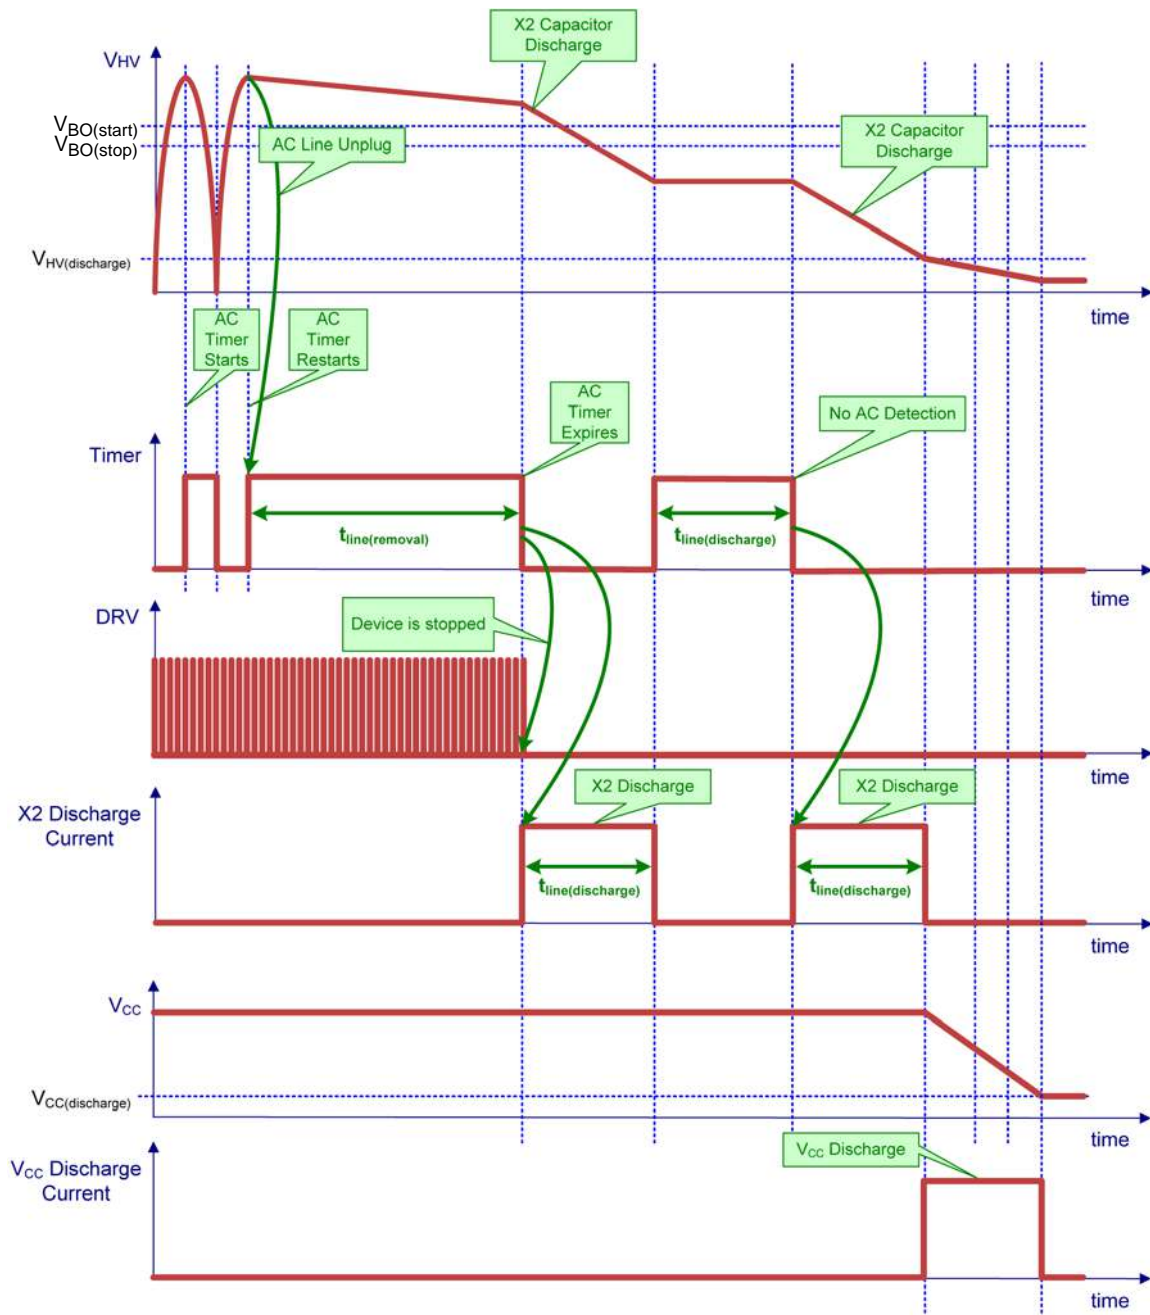 X2 Capacitor
Discharge
VHV
VBO(start)
VBO(stop)
AC Line Unplug
X2 Capacitor
Discharge
VHV(discharge)
time
AC
Timer
Starts
AC
Timer
Restarts
AC
Timer
Expires
No AC Detection
Timer
tline(removal)
tline(discharge)
time
DRV
Device is stopped
time
X2 Discharge
X2 Discharge
X2 Discharge
Current
tline(discharge)
tline(discharge)
time
VCC
VCC(discharge)
time
VCC Discharge
VCC Discharge
Current
time